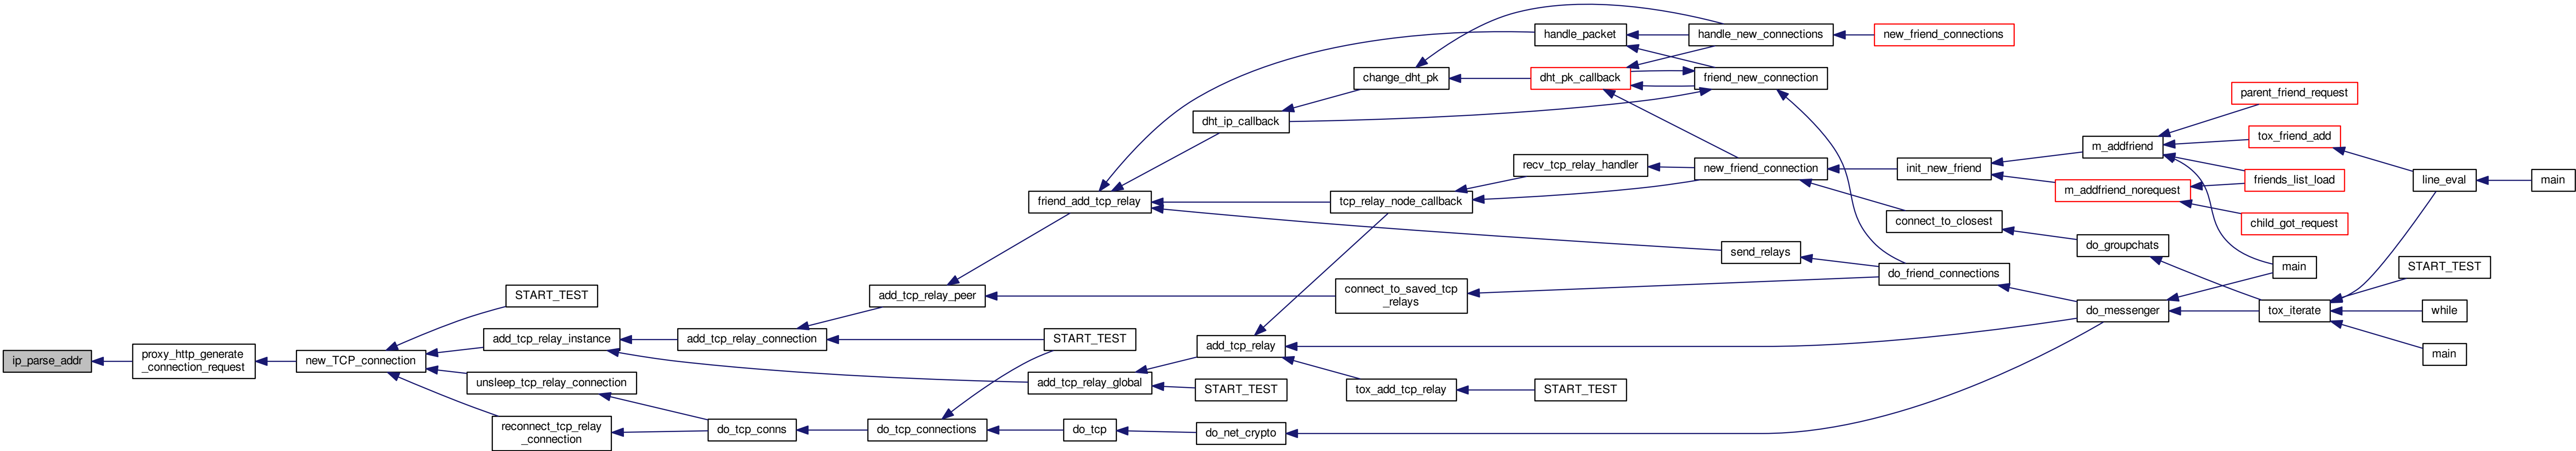 ip_parse_addr
proxy_http_generate
_connection_request
new_TCP_connection
START_TEST
add_tcp_relay_instance
unsleep_tcp_relay_connection
reconnect_tcp_relay
_connection
add_tcp_relay_connection
do_tcp_conns
add_tcp_relay_peer
do_tcp_connections
friend_add_tcp_relay
START_TEST
add_tcp_relay_global
do_tcp
dht_ip_callback
add_tcp_relay
START_TEST
do_net_crypto
change_dht_pk
tcp_relay_node_callback
connect_to_saved_tcp
_relays
tox_add_tcp_relay
handle_packet
dht_pk_callback
recv_tcp_relay_handler
START_TEST
handle_new_connections
friend_new_connection
new_friend_connection
send_relays
new_friend_connections
init_new_friend
connect_to_closest
do_friend_connections
m_addfriend
m_addfriend_norequest
do_groupchats
do_messenger
parent_friend_request
tox_friend_add
friends_list_load
child_got_request
main
tox_iterate
line_eval
START_TEST
while
main
main